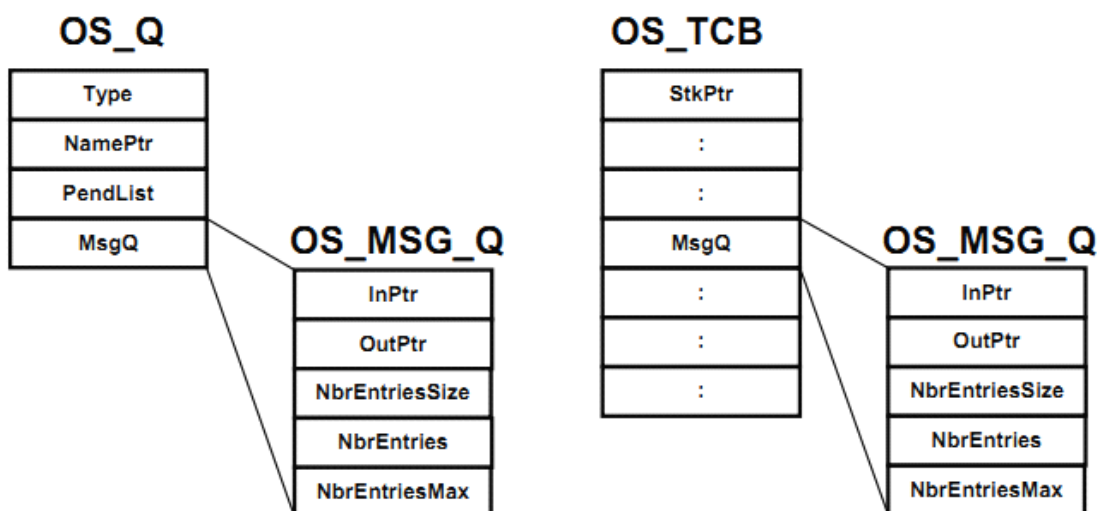 OS_Q
Type
NamePtr
PendList
MsgQ
OS_MSG_Q
InPtr
OutPtr
NbrEntriesSize
NbrEntries
NbrEntriesMax
OS_TCB
StkPtr
:
:
MsgQ
:
:
:
OS_MSG_Q
InPtr
OutPtr
NbrEntriesSize
NbrEntries
NbrEntriesMax